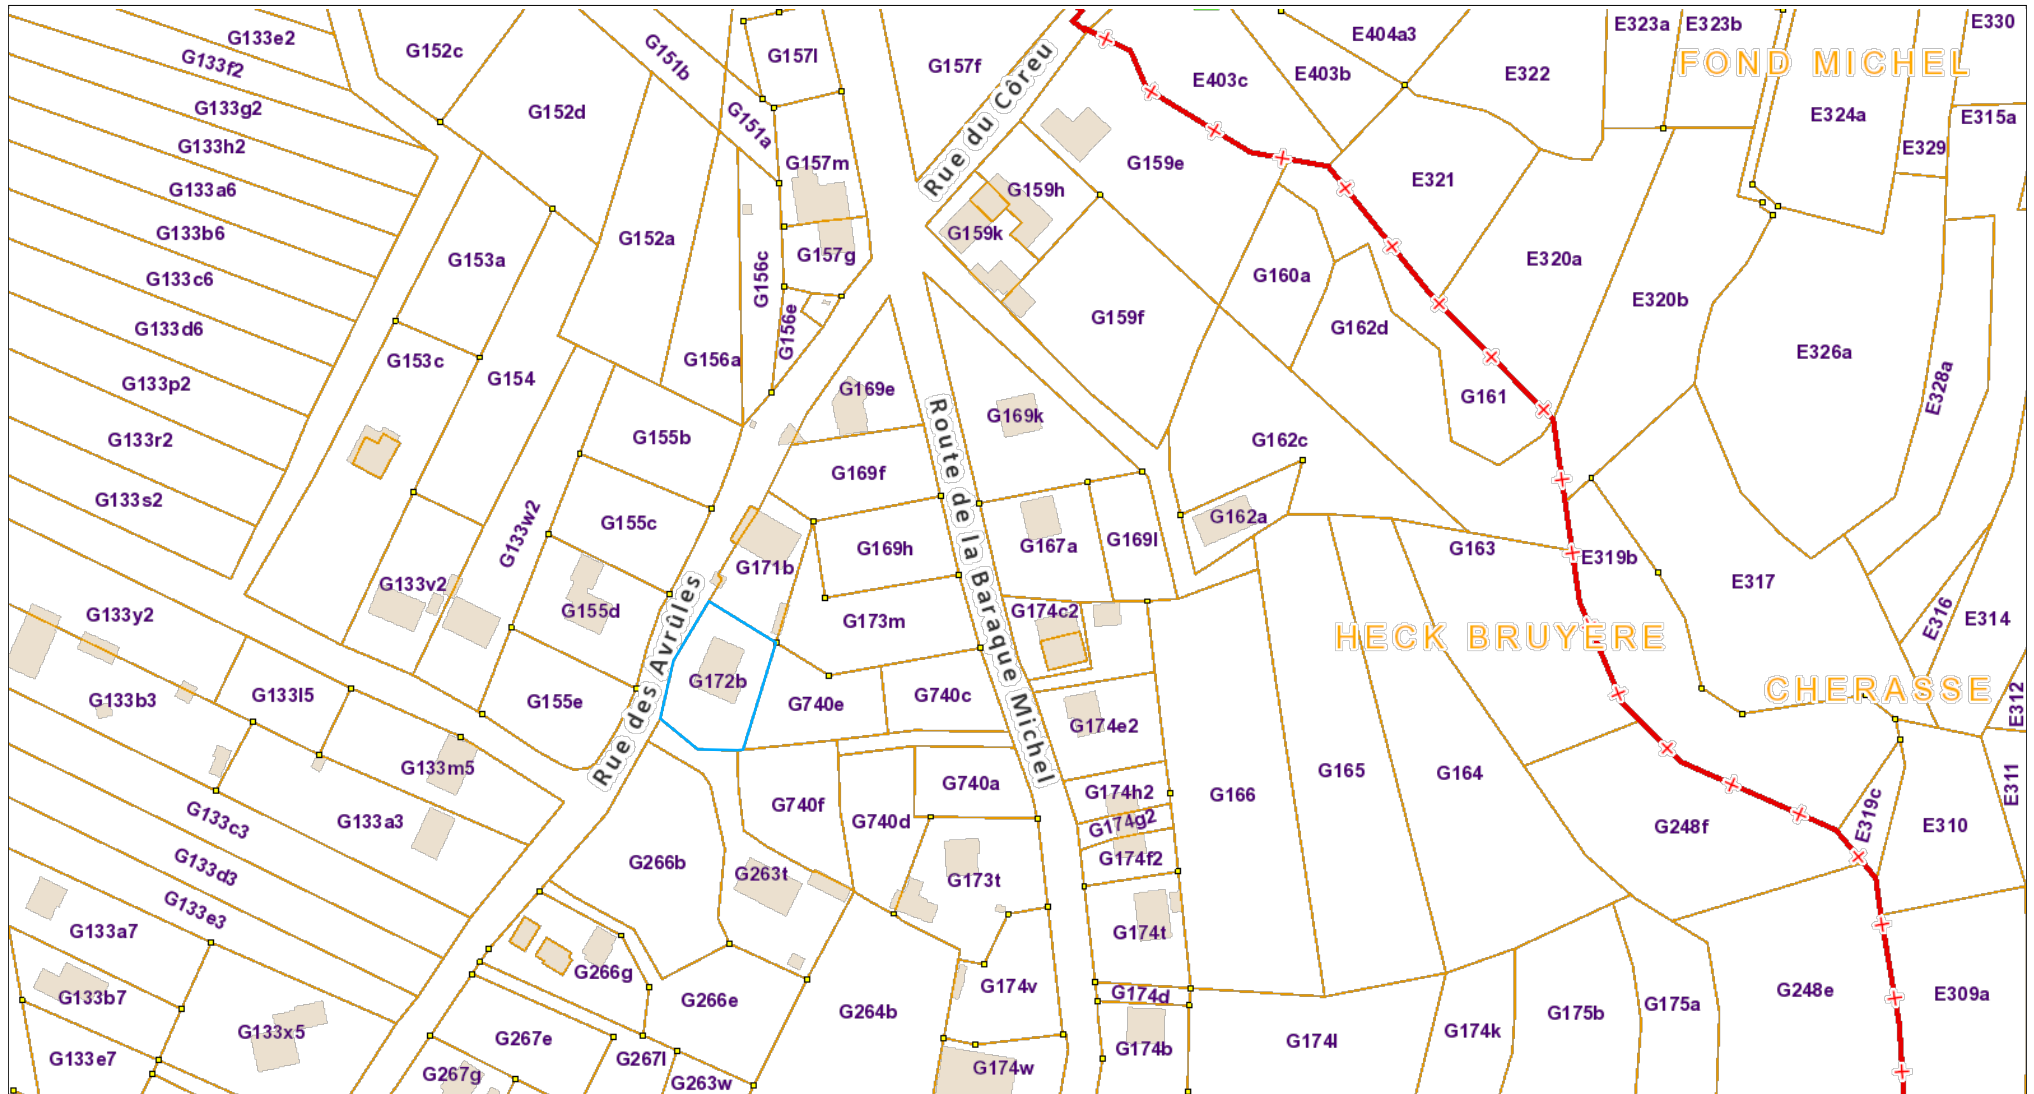 G133e2
G152c
G151b
G157l
G157f
Rue du Côreu
E403c
E403b
E404a3
E322
E323a
E323b
E330
FOND MICHEL
G133f2
G133g2
G152d
G151a
G157m
G159e
E321
E324a
E329
E315a
G133h2
G133a6
G133b6
G133c6
G133d6
G133p2
G133r2
G133s2
G153a
G152a
G156c
G157g
G159h
G159k
G160a
E320a
E320b
G153c
G154
G156a
G156e
G159f
G162d
E326a
E328a
G169e
G169k
G161
G155b
G169f
G162c
G133w2
G155c
Route de la Baraque Michel
G162a
G171b
G169h
G167a
G169l
G163
E319b
E317
G133y2
G133v2
G155d
Rue des Avrûles
G173m
G174c2
HECK BRUYERE
E316
E314
G133b3
G133l5
G155e
G172b
G740e
G740c
G174e2
CHERASSE
E312
G133m5
G133c3
G133a3
G740f
G740d
G740a
G174h2
G174g2
G174f2
G166
G165
G164
G248f
E319c
E310
E311
G133d3
G133e3
G266b
G263t
G173t
G133a7
G174t
G133b7
G266g
G266e
G264b
G174v
G174d
G175b
G175a
G248e
E309a
G133e7
G133x5
G267e
G267l
G267g
G263w
G174w
G174b
G174l
G174k